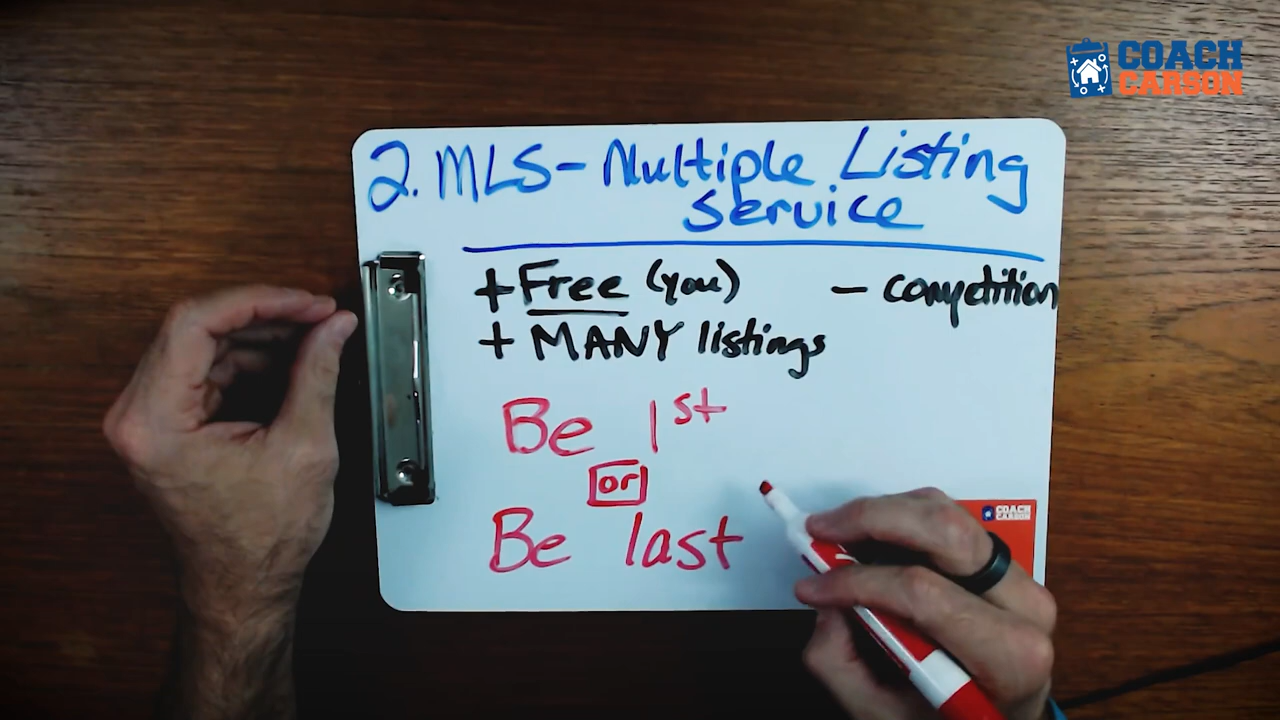 COACH
CARSON
2. MLS - Multiple Listing
Service
+ Free (you)
- competition
+ MANY listings
Be 1st
or
Be last
COACH
CARSON